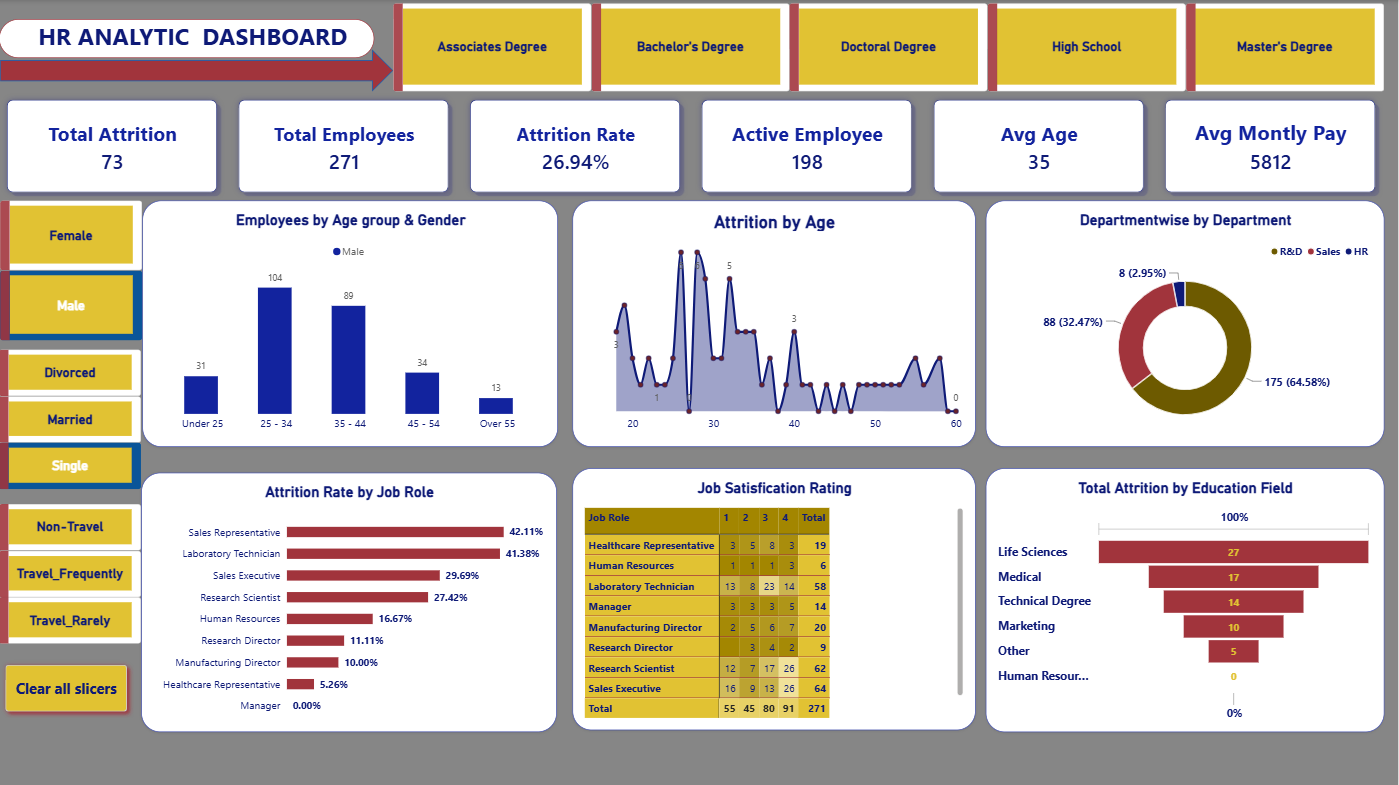 HR ANALYTIC DASHBOARD
Associates Degree
Bachelor's Degree
Doctoral Degree
High School
Master's Degree
Total Attrition
73
Total Employees
271
Attrition Rate
26.94%
Active Employee
198
Avg Age
35
Avg Montly Pay
5812
Female
Male
Divorced
Married
Single
Non-Travel
Travel_Frequently
Travel_Rarely
Clear all slicers
Employees by Age group & Gender
Male
31
104
89
34
13
Under 25
25 - 34
35 - 44
45 - 54
Over 55
Attrition by Age
5
3
3
1
0
20
30
40
50
60
Departmentwise by Department
R&D Sales HR
8 (2.95%)
88 (32.47%)
175 (64.58%)
Attrition Rate by Job Role
Sales Representative 42.11%
Laboratory Technician 41.38%
Sales Executive 29.69%
Research Scientist 27.42%
Human Resources 16.67%
Research Director 11.11%
Manufacturing Director 10.00%
Healthcare Representative 5.26%
Manager 0.00%
Job Satisfication Rating
Job Role 1 2 3 4 Total
Healthcare Representative 3 5 8 3 19
Human Resources 1 1 1 3 6
Laboratory Technician 13 8 23 14 58
Manager 3 3 3 5 14
Manufacturing Director 2 5 6 7 20
Research Director 3 4 2 9
Research Scientist 12 7 17 26 62
Sales Executive 16 9 13 26 64
Total 55 45 80 91 271
Total Attrition by Education Field
100%
Life Sciences 27
Medical 17
Technical Degree 14
Marketing 10
Other 5
Human Resour... 0
0%